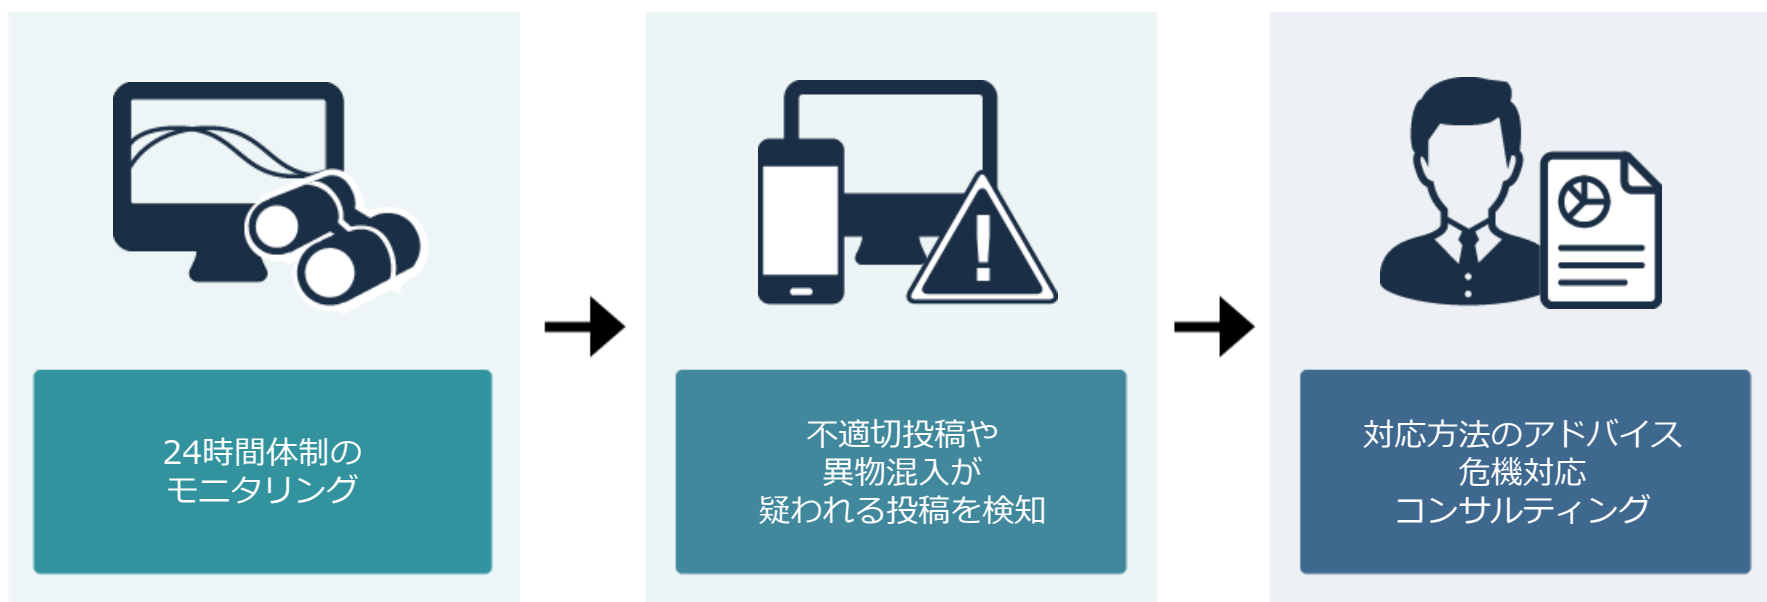 24時間体制の
モニタリング
不適切投稿や
異物混入が
疑われる投稿を検知
対応方法のアドバイス
危機対応
コンサルティング